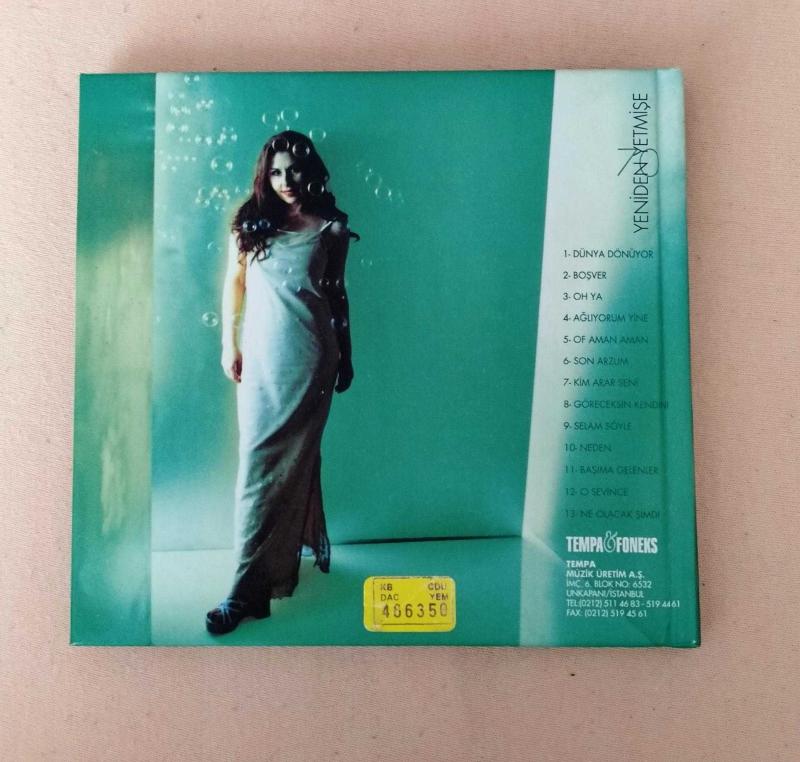 YENİDEN YETMİŞE
1- DÜNYA DÖNÜYOR
2- BOŞVER
3- OH YA
4- AĞLIYORUM YİNE
5- OF AMAN AMAN
6- SON ARZUM
7- KİM ARAR SENİ
8- GÖRECEKSİN KENDİNİ
9- SELAM SÖYLE
10- NEDEN
11- BAŞIMA GELENLER
12- O SEVİNCE
13- NE OLACAK ŞİMDİ
TEMPA&FONEKS
TEMPA
MÜZİK ÜRETİM A.Ş.
İMÇ. 6. BLOK NO: 6532
UNKAPANI/İSTANBUL
TEL:(0212) 511 46 83 - 519 44 61
FAX: (0212) 519 45 61
KB CDU
DAC YEM
466350